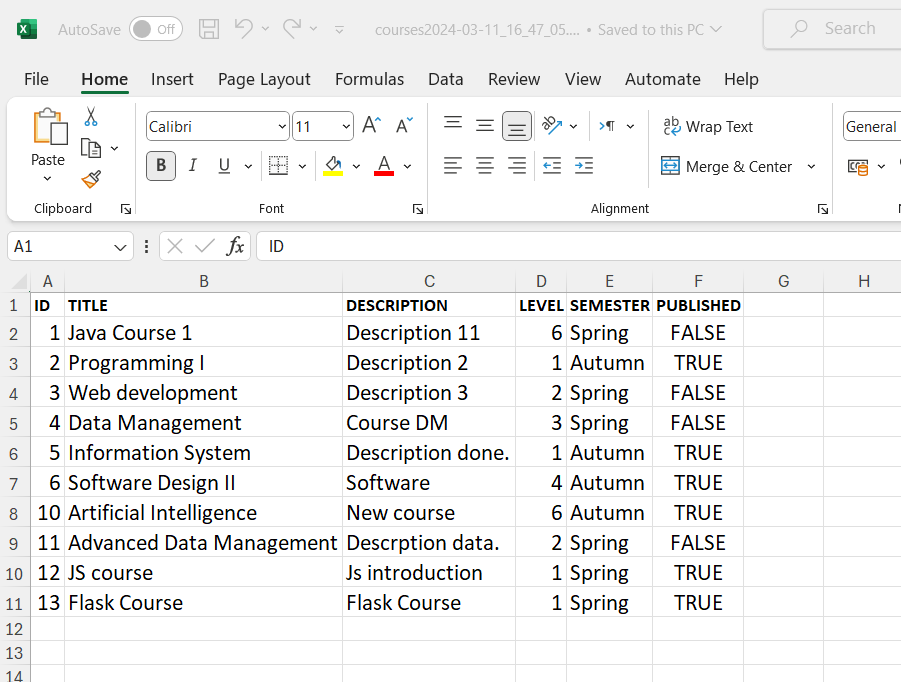 AutoSave Off courses2024-03-11_16_47_05.... • Saved to this PC Search
File Home Insert Page Layout Formulas Data Review View Automate Help
Calibri 11 General
Paste B I U A Wrap Text Merge & Center
Clipboard Font Alignment
A1 fx ID
A B C D E F G H
1 ID TITLE DESCRIPTION LEVEL SEMESTER PUBLISHED
2 1 Java Course 1 Description 11 6 Spring FALSE
3 2 Programming I Description 2 1 Autumn TRUE
4 3 Web development Description 3 2 Spring FALSE
5 4 Data Management Course DM 3 Spring FALSE
6 5 Information System Description done. 1 Autumn TRUE
7 6 Software Design II Software 4 Autumn TRUE
8 10 Artificial Intelligence New course 6 Autumn TRUE
9 11 Advanced Data Management Descrption data. 2 Spring FALSE
10 12 JS course Js introduction 1 Spring TRUE
11 13 Flask Course Flask Course 1 Spring TRUE
12
13
14